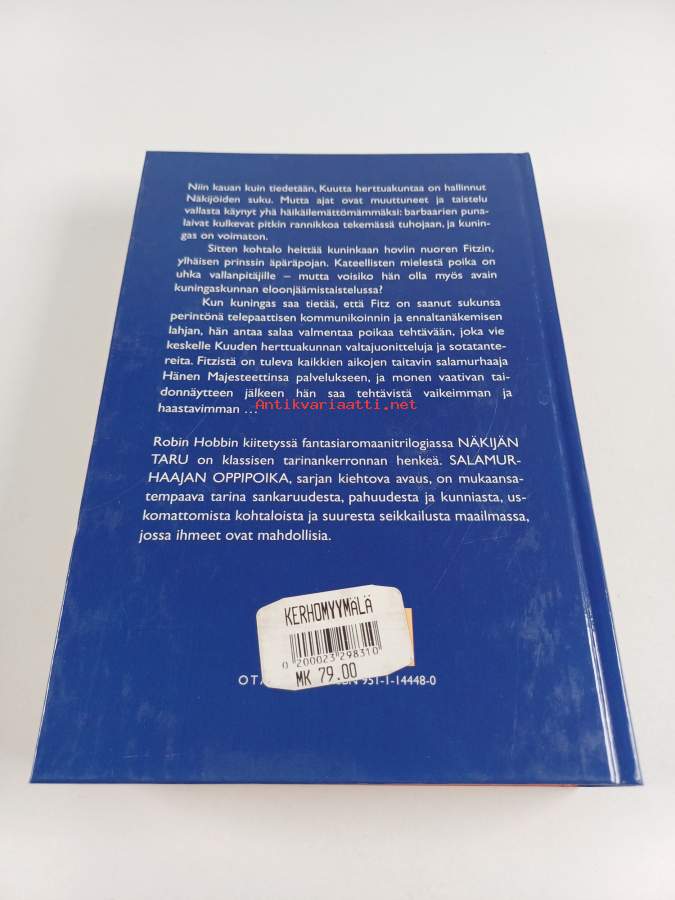 Niin kauan kuin tiedetään, Kuutta herttuakuntaa on hallinnut
Näkijöiden suku. Mutta ajat ovat muuttuneet ja taistelu
vallasta käynyt yhä häikäilemättömämmäksi: barbaarien puna-
laivat kulkevat pitkin rannikkoa tekemässä tuhojaan, ja kunin-
gas on voimaton.
Sitten kohtalo heittää kuninkaan hoviin nuoren Fitzin,
ylhäisen prinssin äpäräpojan. Kateellisten mielestä poika on
uhka vallanpitäjille – mutta voisiko hän olla myös avain
kuningaskunnan eloonjäämistaistelussa?
Kun kuningas saa tietää, että Fitz on saanut sukunsa
perintönä telepaattisen kommunikoinnin ja ennaltanäkemisen
lahjan, hän antaa salaa valmentaa poikaa tehtävään, joka vie
keskelle Kuuden herttuakunnan valtajuonitteluja ja sotatante-
reita. Fitzistä on tuleva kaikkien aikojen taitavin salamurhaaja
Hänen Majesteettinsa palvelukseen, ja monen vaativan tai-
donnäytteen jälkeen hän saa tehtävistä vaikeimman ja
haastavimman ...
Antikvariaatti.net
Robin Hobbin kiitetyssä fantasiaromaanitrilogiassa NÄKIJÄN
TARU on klassisen tarinankerronnan henkeä. SALAMUR-
HAAJAN OPPIPOIKA, sarjan kiehtova avaus, on mukaansa-
tempaava tarina sankaruudesta, pahuudesta ja kunniasta, us-
komattomista kohtaloista ja suuresta seikkailusta maailmassa,
jossa ihmeet ovat mahdollisia.
KERHOMYYMÄLÄ
0 200023 298310
MK 79.00
951-1-14448-0